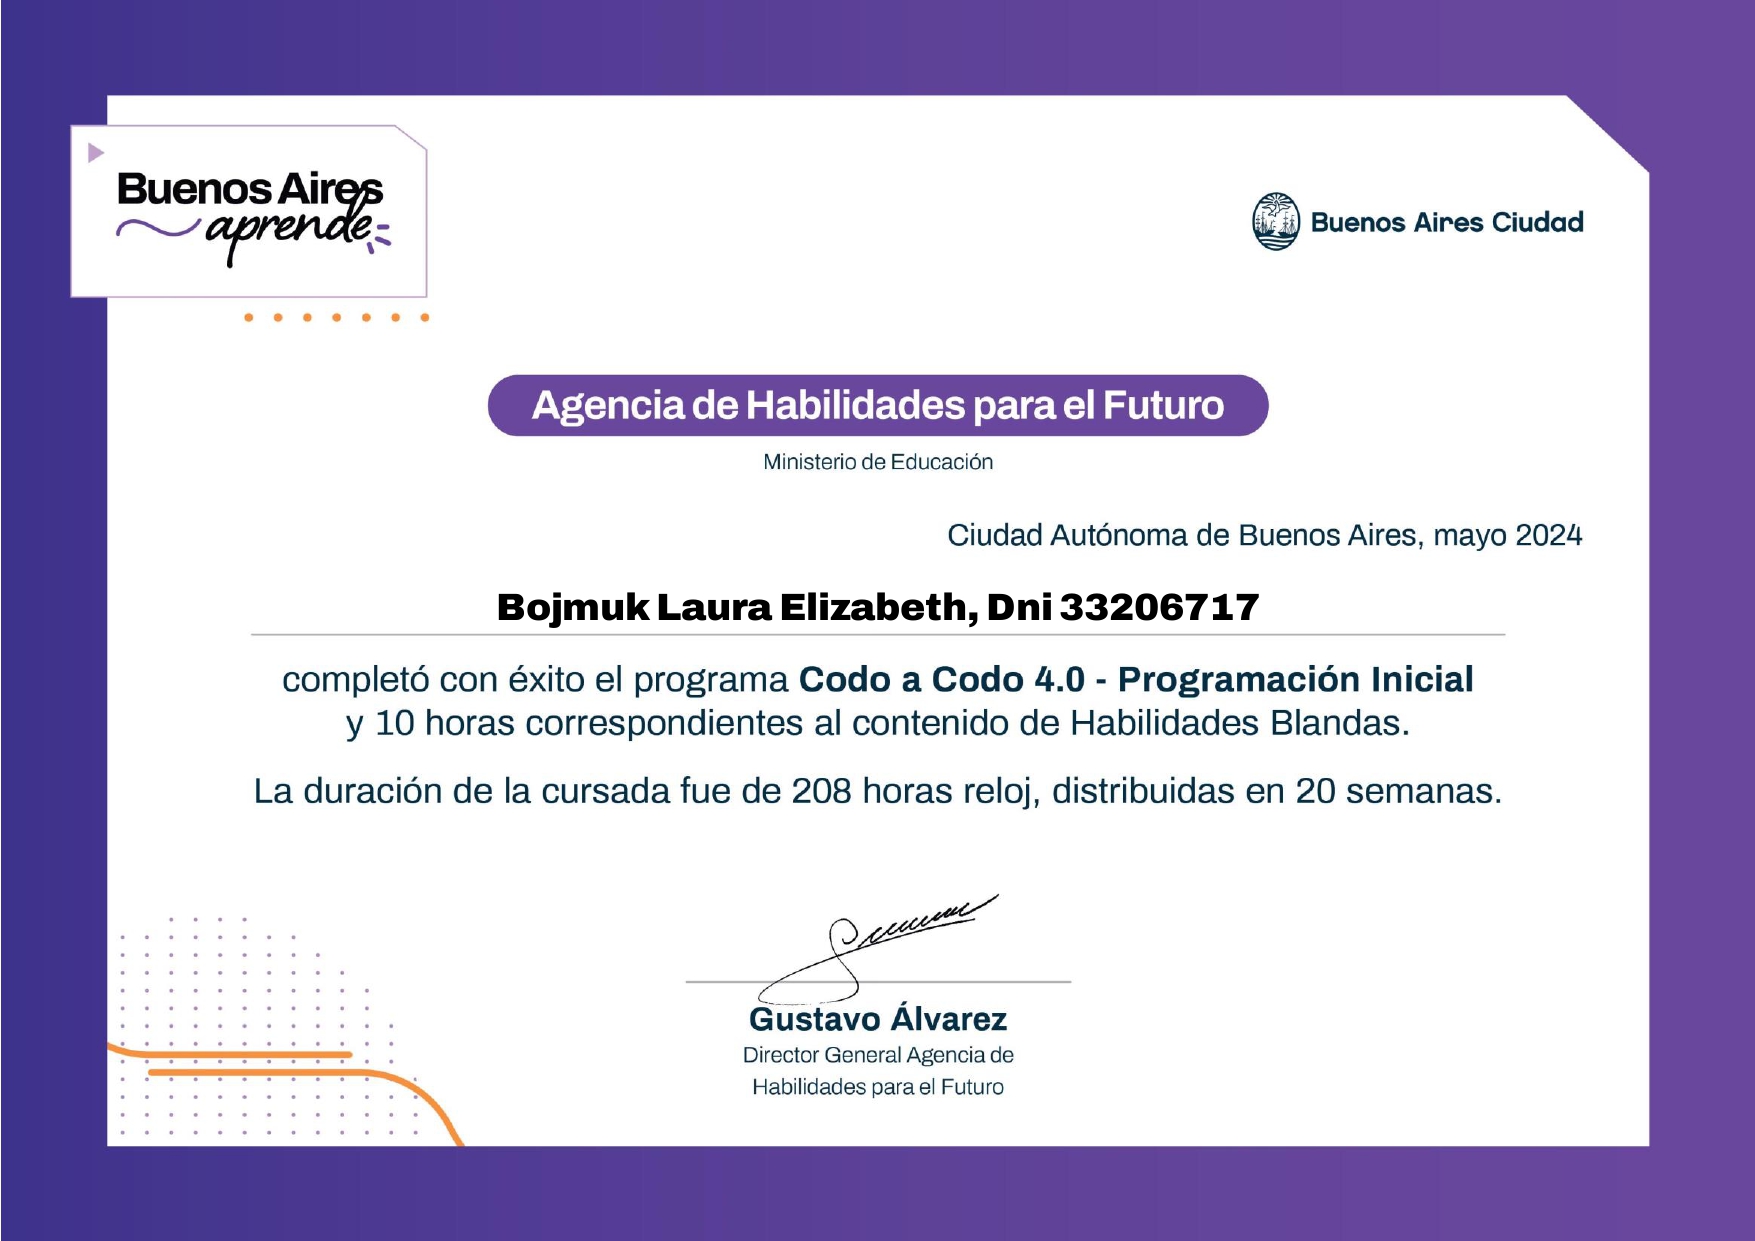 Buenos Aires
aprende
Buenos Aires Ciudad
Agencia de Habilidades para el Futuro
Ministerio de Educación
Ciudad Autónoma de Buenos Aires, mayo 2024
Bojmuk Laura Elizabeth, Dni 33206717
completó con éxito el programa Codo a Codo 4.0 - Programación Inicial
y 10 horas correspondientes al contenido de Habilidades Blandas.
La duración de la cursada fue de 208 horas reloj, distribuidas en 20 semanas.
Gustavo Álvarez
Director General Agencia de
Habilidades para el Futuro